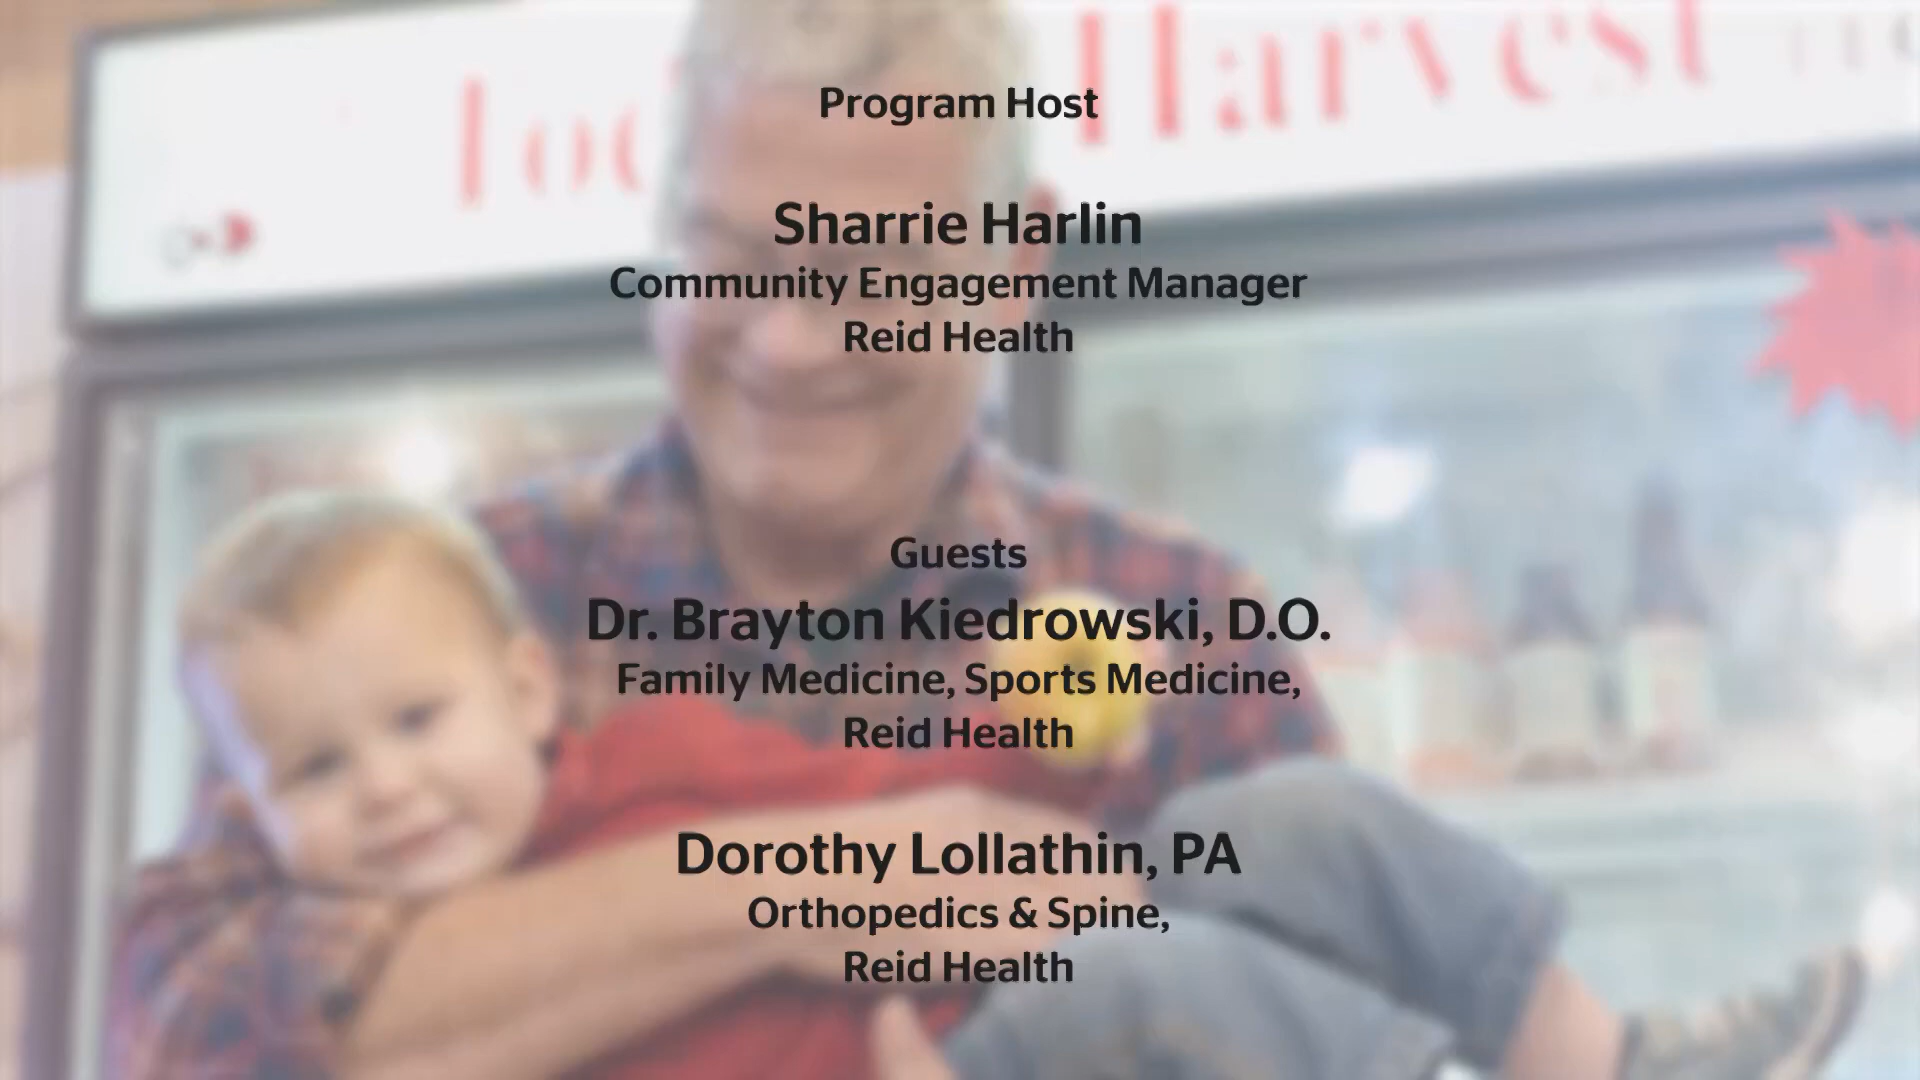 Harvest
Program Host
Sharrie Harlin
Community Engagement Manager
Reid Health
Guests
Dr. Brayton Kiedrowski, D.O.
Family Medicine, Sports Medicine,
Reid Health
Dorothy Lollathin, PA
Orthopedics & Spine,
Reid Health